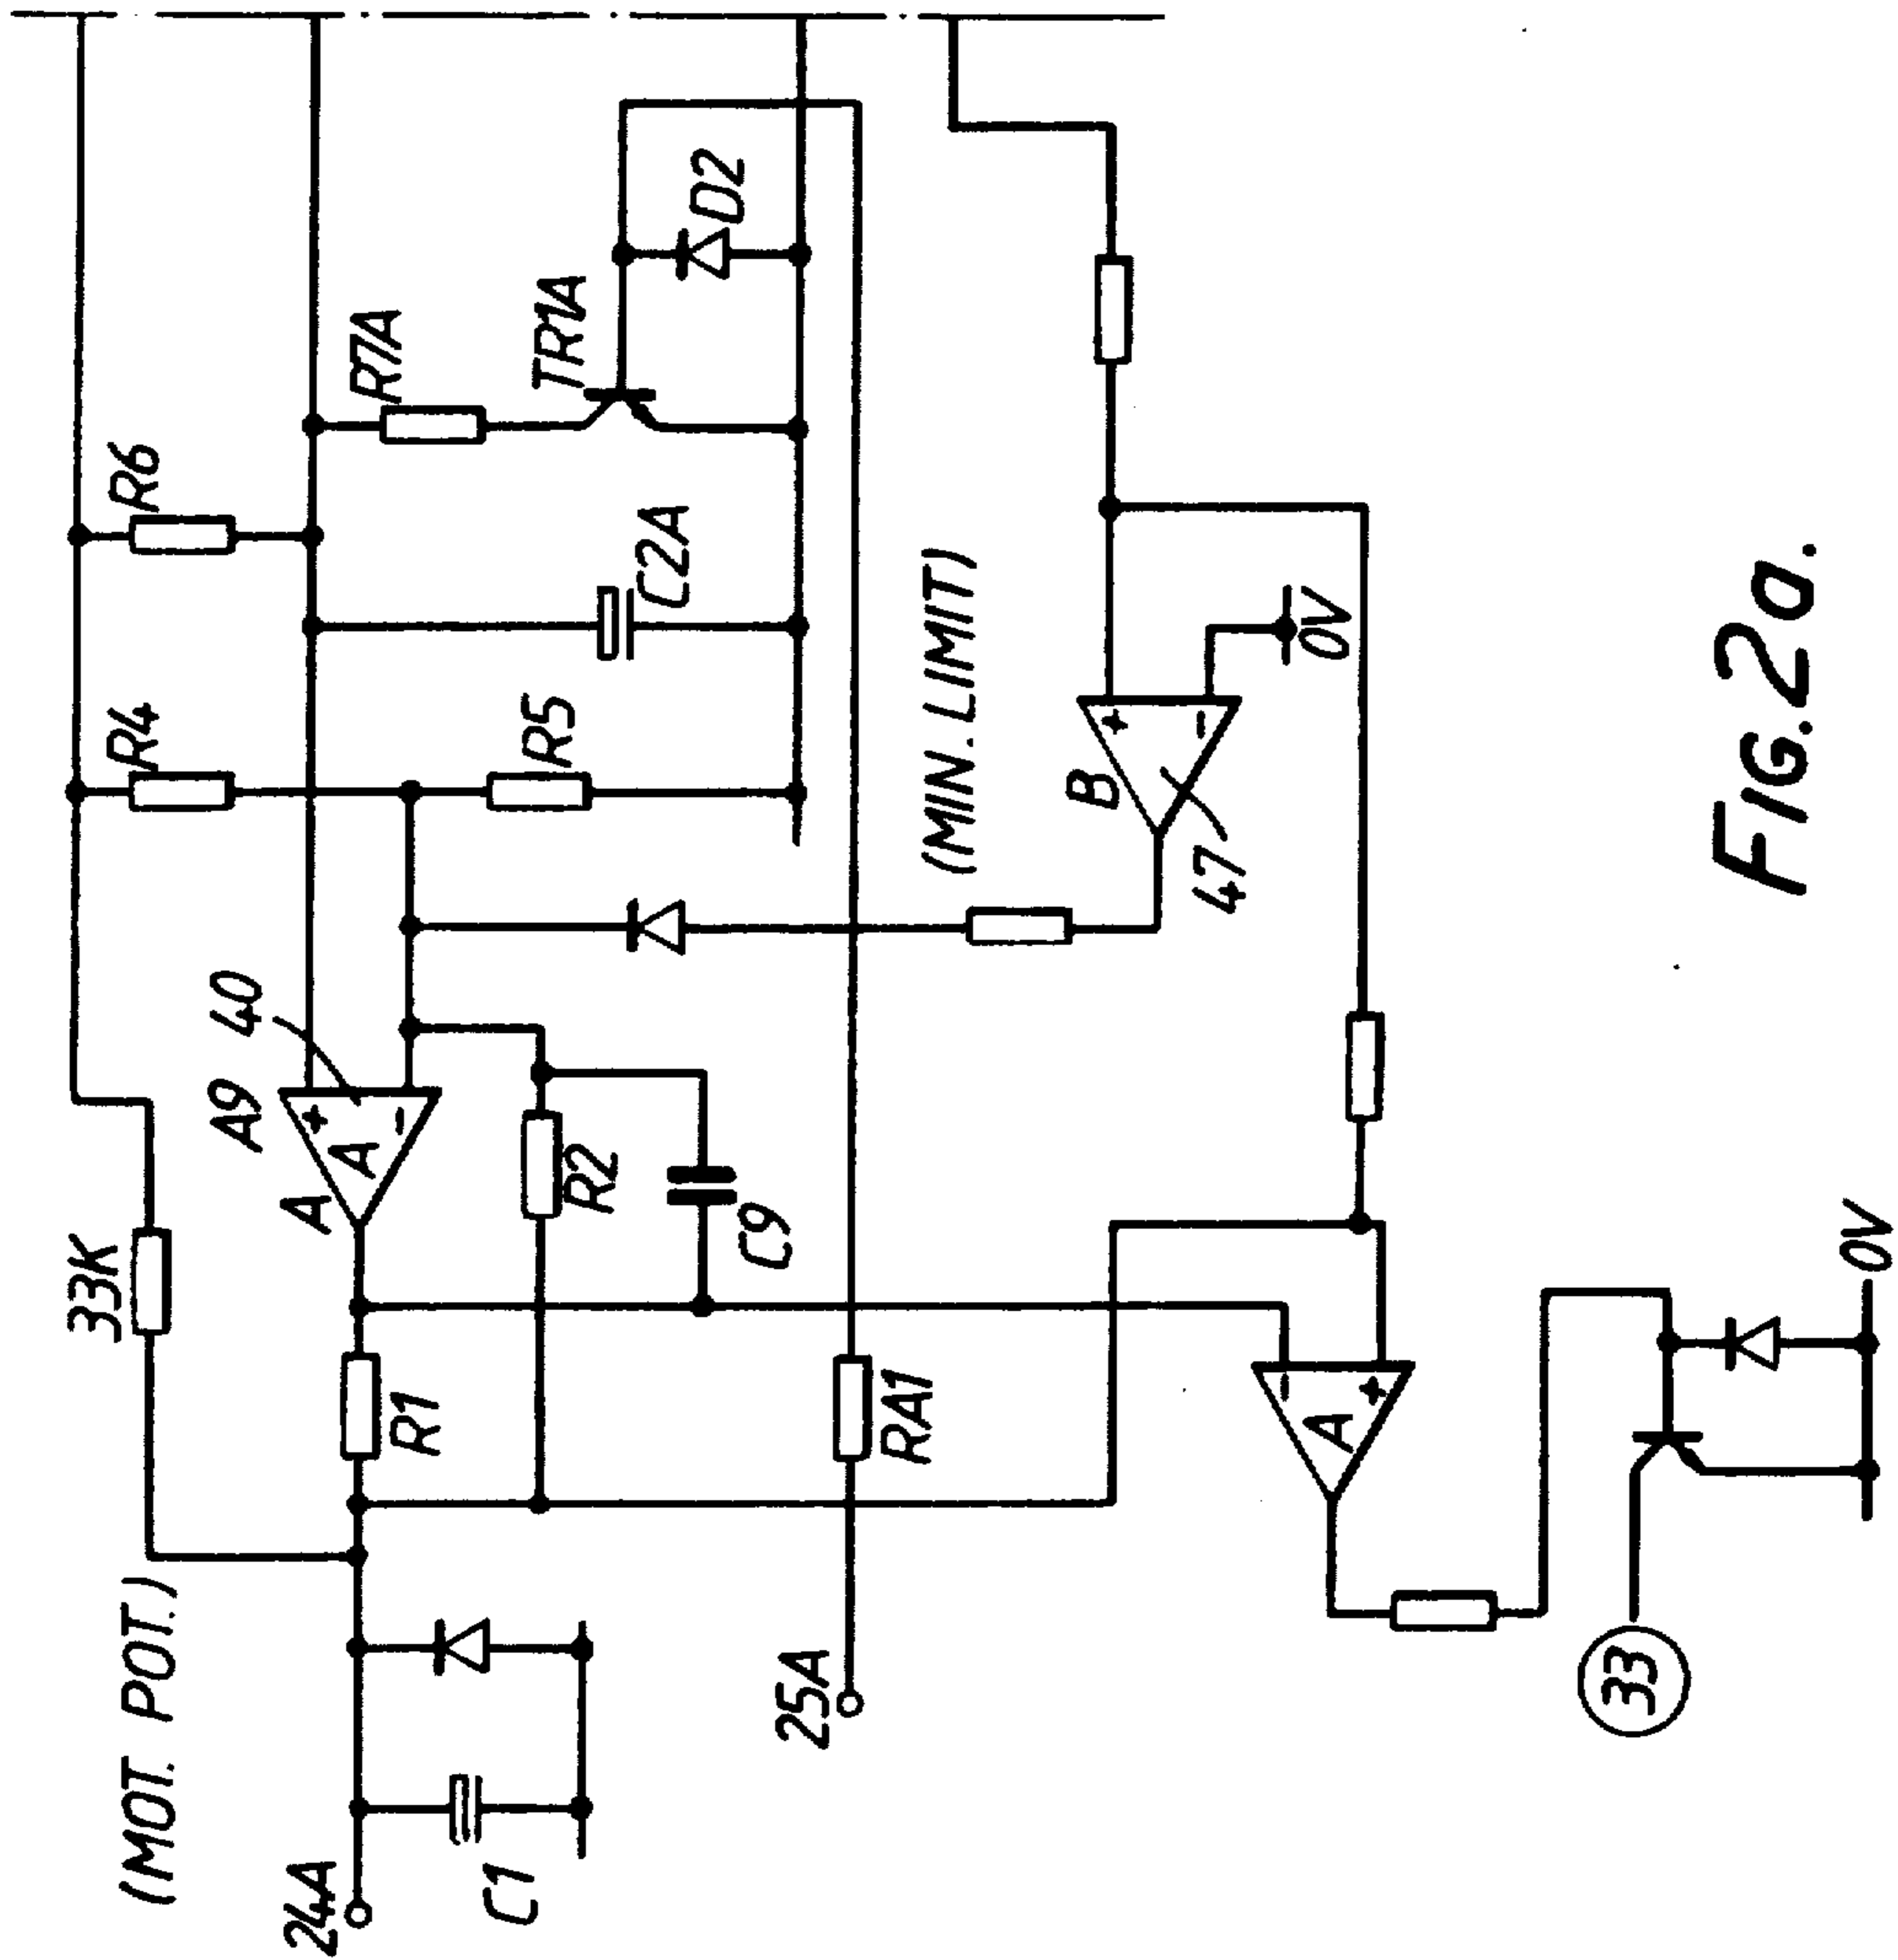 (MOT. POT.)
24A
C1
33K
R1
25A
RA1
A9
40
A
A
+
-
R2
C9
R4
R5
R6
C2A
R7A
TR1A
D2
(MIN. LIMIT)
B
47
+
-
0V
A
-
+
33
0V
FIG. 2a.